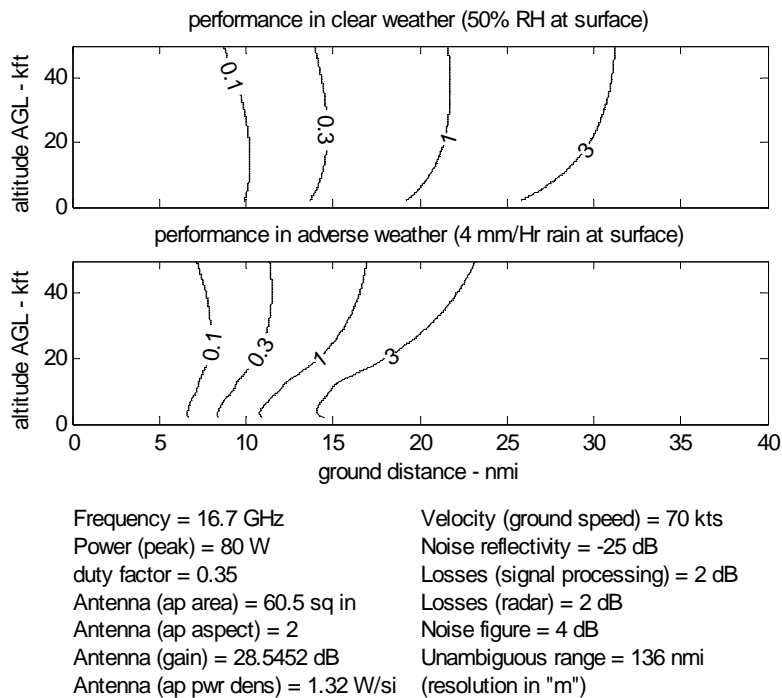 performance in clear weather (50% RH at surface)
altitude AGL - kft
40
20
0
0.1
0.3
1
3
performance in adverse weather (4 mm/Hr rain at surface)
altitude AGL - kft
40
20
0
0.1
0.3
1
3
0 5 10 15 20 25 30 35 40
ground distance - nmi
Frequency = 16.7 GHz
Power (peak) = 80 W
duty factor = 0.35
Antenna (ap area) = 60.5 sq in
Antenna (ap aspect) = 2
Antenna (gain) = 28.5452 dB
Antenna (ap pwr dens) = 1.32 W/si
Velocity (ground speed) = 70 kts
Noise reflectivity = -25 dB
Losses (signal processing) = 2 dB
Losses (radar) = 2 dB
Noise figure = 4 dB
Unambiguous range = 136 nmi
(resolution in "m")